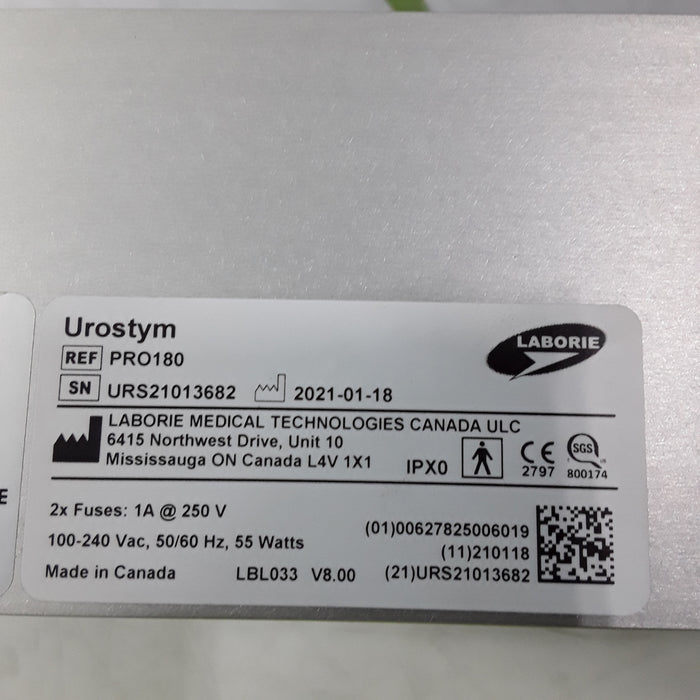 Urostym
LABORIE
REF PRO180
SN URS21013682 2021-01-18
LABORIE MEDICAL TECHNOLOGIES CANADA ULC
6415 Northwest Drive, Unit 10
Mississauga ON Canada L4V 1X1
IPX0
CE
2797
SGS
800174
E
2x Fuses: 1A @ 250 V
100-240 Vac, 50/60 Hz, 55 Watts
Made in Canada
LBL033 V8.00
(01)00627825006019
(11)210118
(21)URS21013682